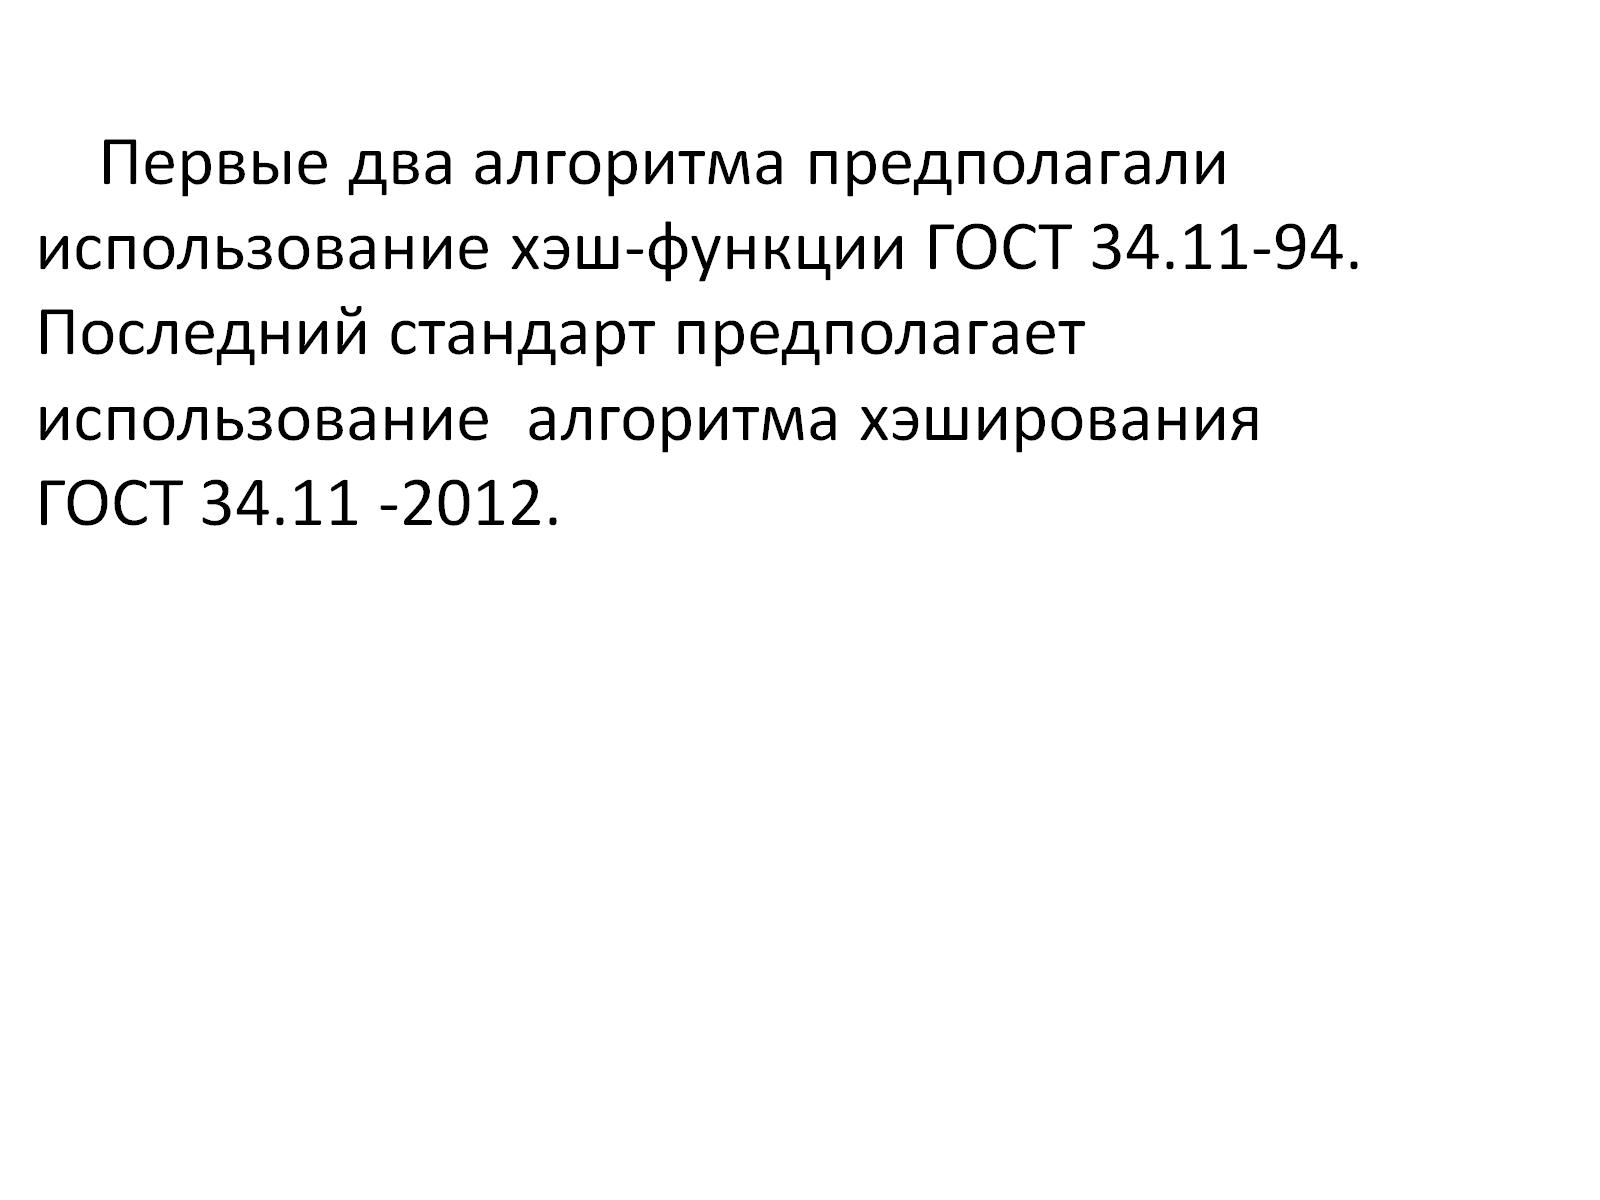 Первые два алгоритма предполагали
использование хэш-функции ГОСТ 34.11-94.
Последний стандарт предполагает
использование  алгоритма хэширования
ГОСТ 34.11 -2012.